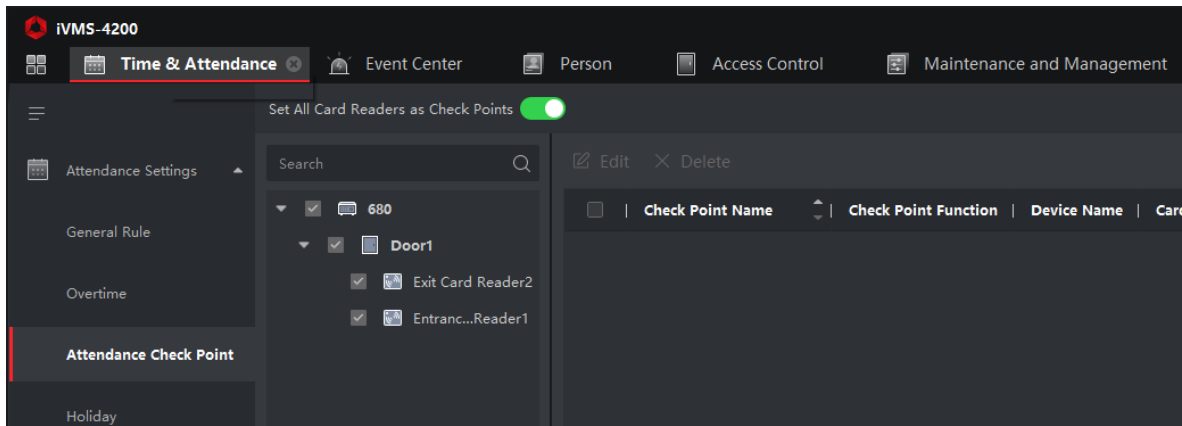 iVMS-4200
Time & Attendance Event Center Person Access Control Maintenance and Management
Set All Card Readers as Check Points
Attendance Settings
General Rule
Overtime
Attendance Check Point
Holiday
Search
680
Door1
Exit Card Reader2
Entranc...Reader1
Edit Delete
Check Point Name | Check Point Function | Device Name |